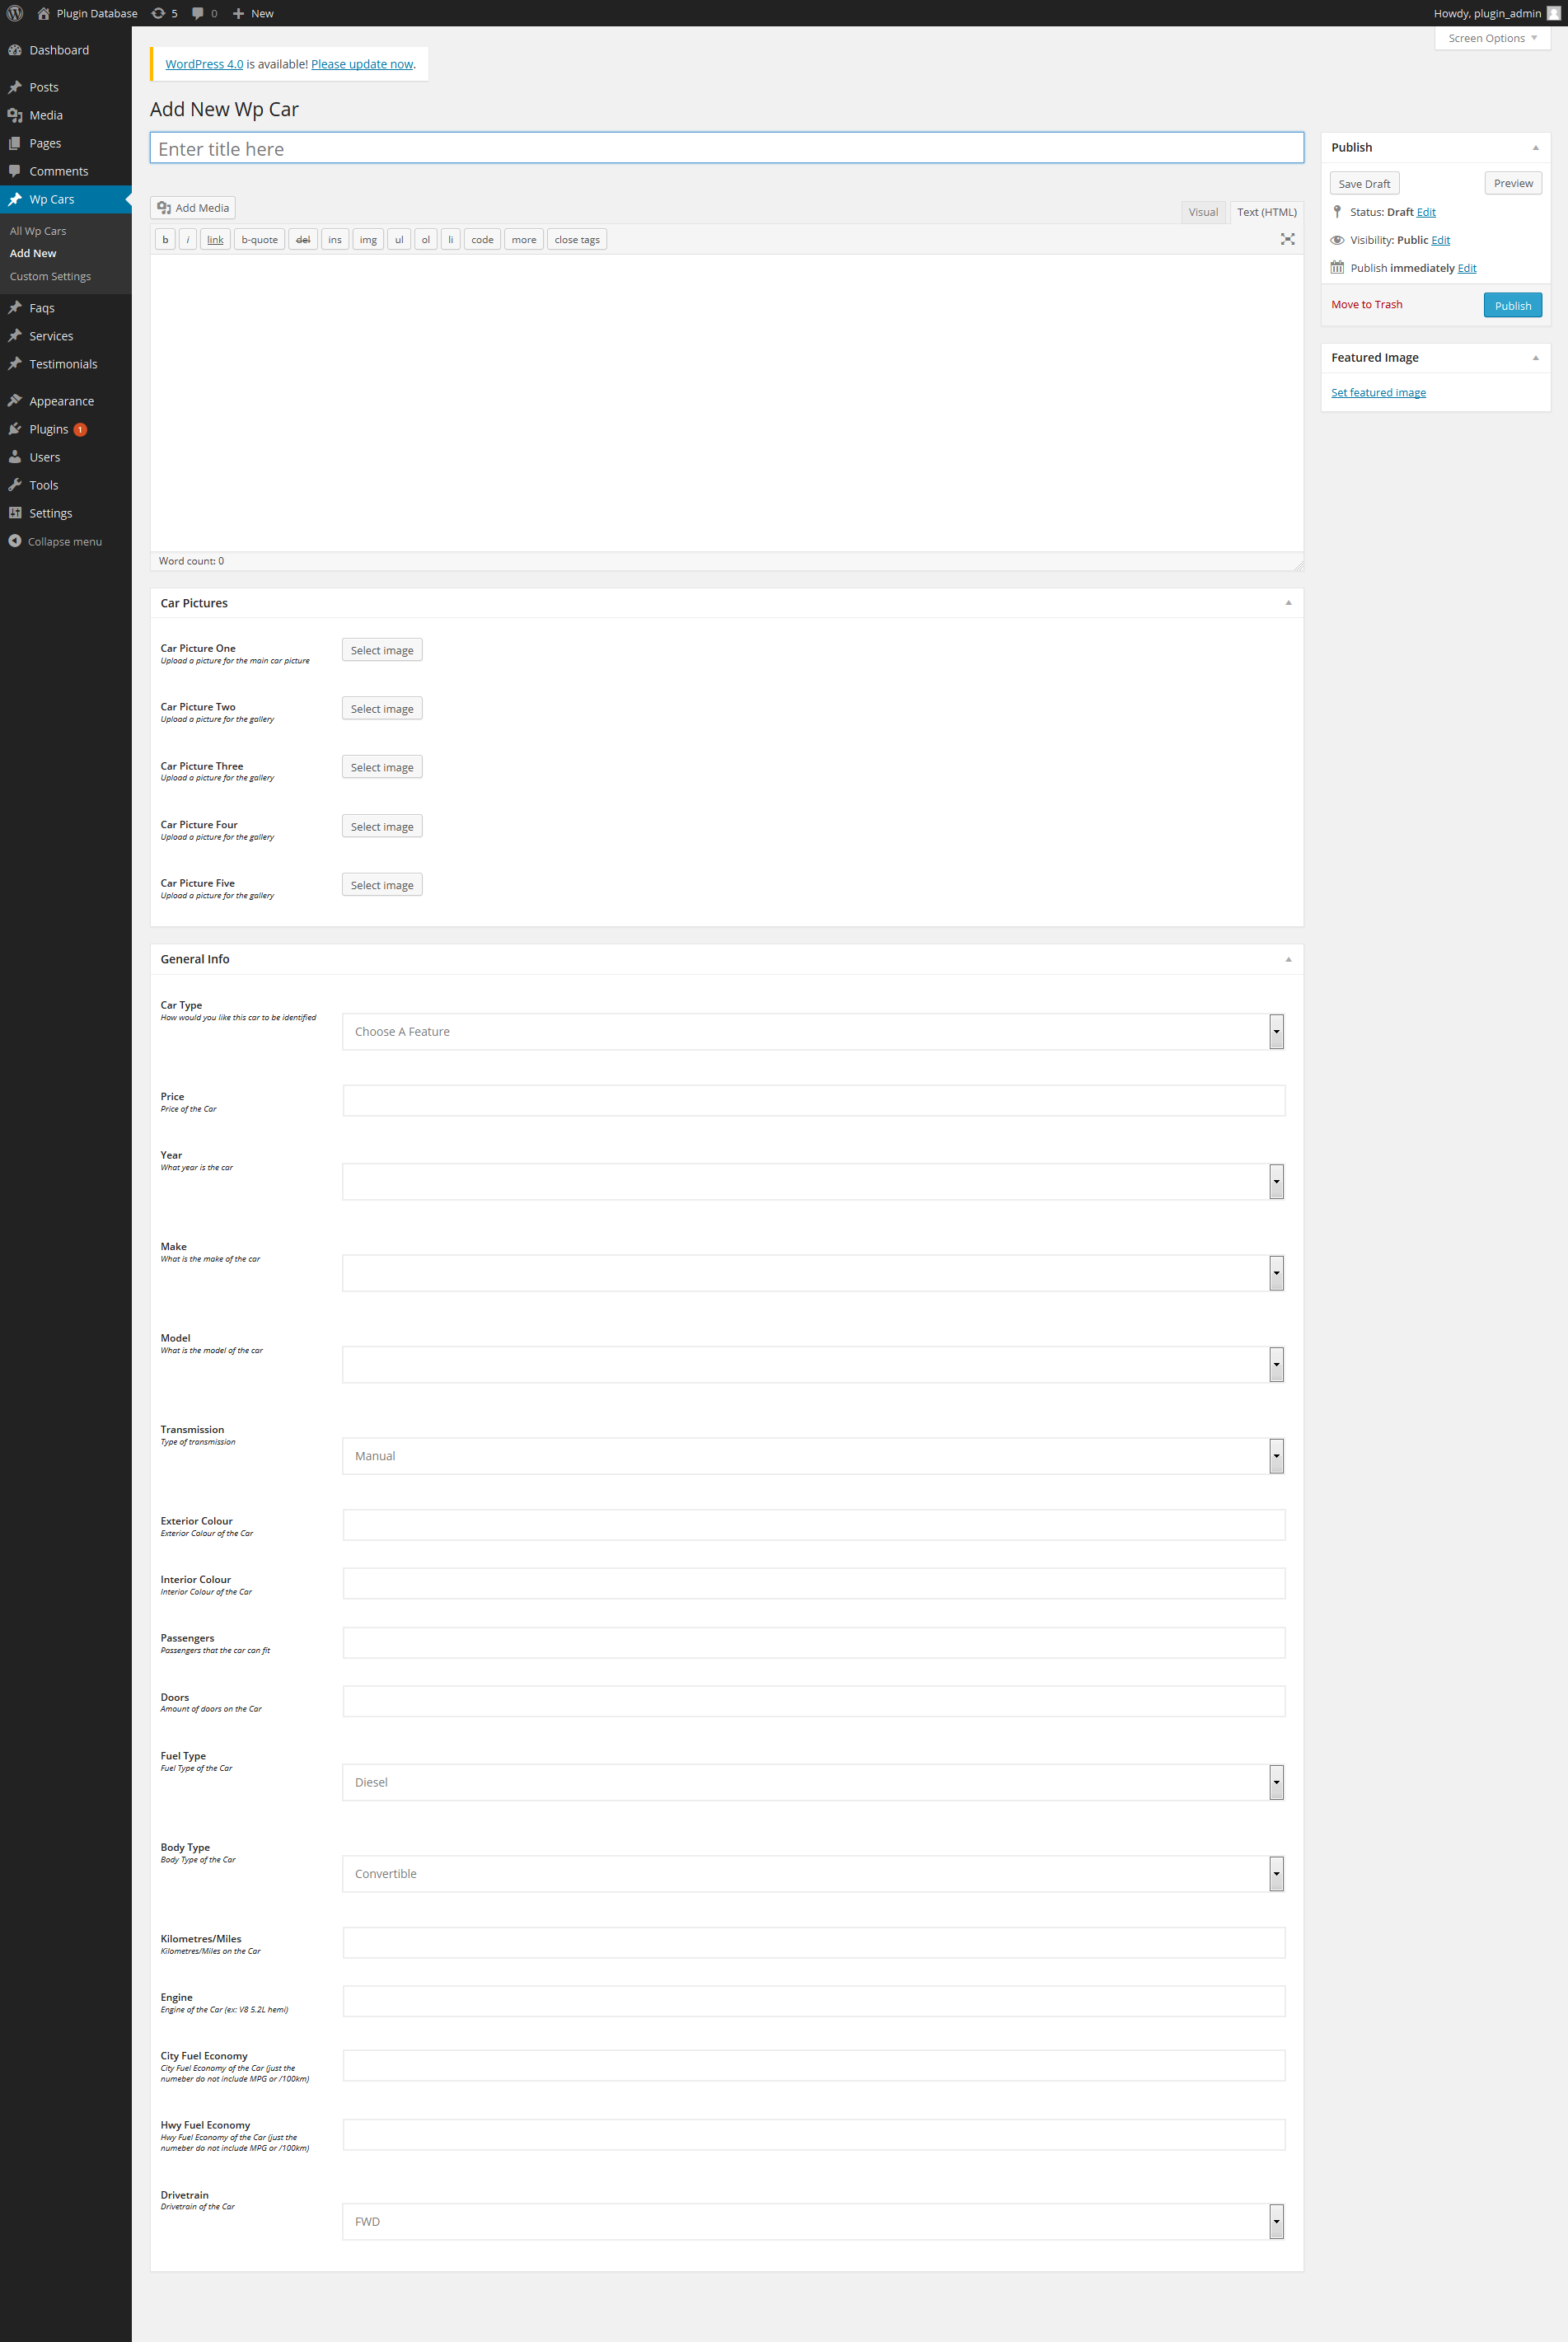 Plugin Database 5 0 New Howdy, plugin_admin
Screen Options
Dashboard
Posts
Media
Pages
Comments
Wp Cars
All Wp Cars
Add New
Custom Settings
Faqs
Services
Testimonials
Appearance
Plugins 1
Users
Tools
Settings
Collapse menu
WordPress 4.0 is available! Please update now.
Add New Wp Car
Enter title here
Add Media
Visual Text (HTML)
b i link b-quote del ins img ul ol li code more close tags
Word count: 0
Publish
Save Draft Preview
Status: Draft Edit
Visibility: Public Edit
Publish immediately Edit
Move to Trash Publish
Featured Image
Set featured image
Car Pictures
Car Picture One
Upload a picture for the main car picture
Select image
Car Picture Two
Upload a picture for the gallery
Select image
Car Picture Three
Upload a picture for the gallery
Select image
Car Picture Four
Upload a picture for the gallery
Select image
Car Picture Five
Upload a picture for the gallery
Select image
General Info
Car Type
How would you like this car to be identified
Choose A Feature
Price
Price of the Car
Year
What year is the car
Make
What is the make of the car
Model
What is the model of the car
Transmission
Type of transmission
Manual
Exterior Colour
Exterior Colour of the Car
Interior Colour
Interior Colour of the Car
Passengers
Passengers that the car can fit
Doors
Amount of doors on the Car
Fuel Type
Fuel Type of the Car
Diesel
Body Type
Body Type of the Car
Convertible
Kilometres/Miles
Kilometres/Miles on the Car
Engine
Engine of the Car (ex: V8 5.2L hemi)
City Fuel Economy
City Fuel Economy of the Car (just the
numeber do not include MPG or /100km)
Hwy Fuel Economy
Hwy Fuel Economy of the Car (just the
numeber do not include MPG or /100km)
Drivetrain
Drivetrain of the Car
FWD